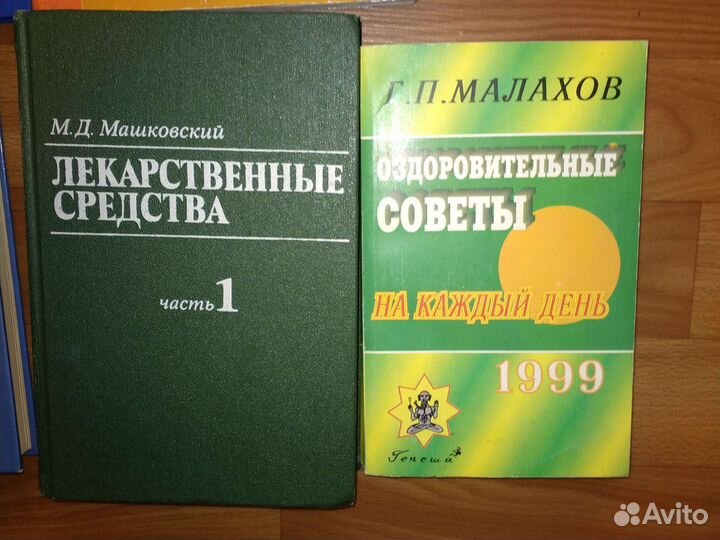 М.Д. Машковский
ЛЕКАРСТВЕННЫЕ
СРЕДСТВА
часть 1
Г.П. МАЛАХОВ
ОЗДОРОВИТЕЛЬНЫЕ
СОВЕТЫ
НА КАЖДЫЙ ДЕНЬ
1999
Генеша
Avito